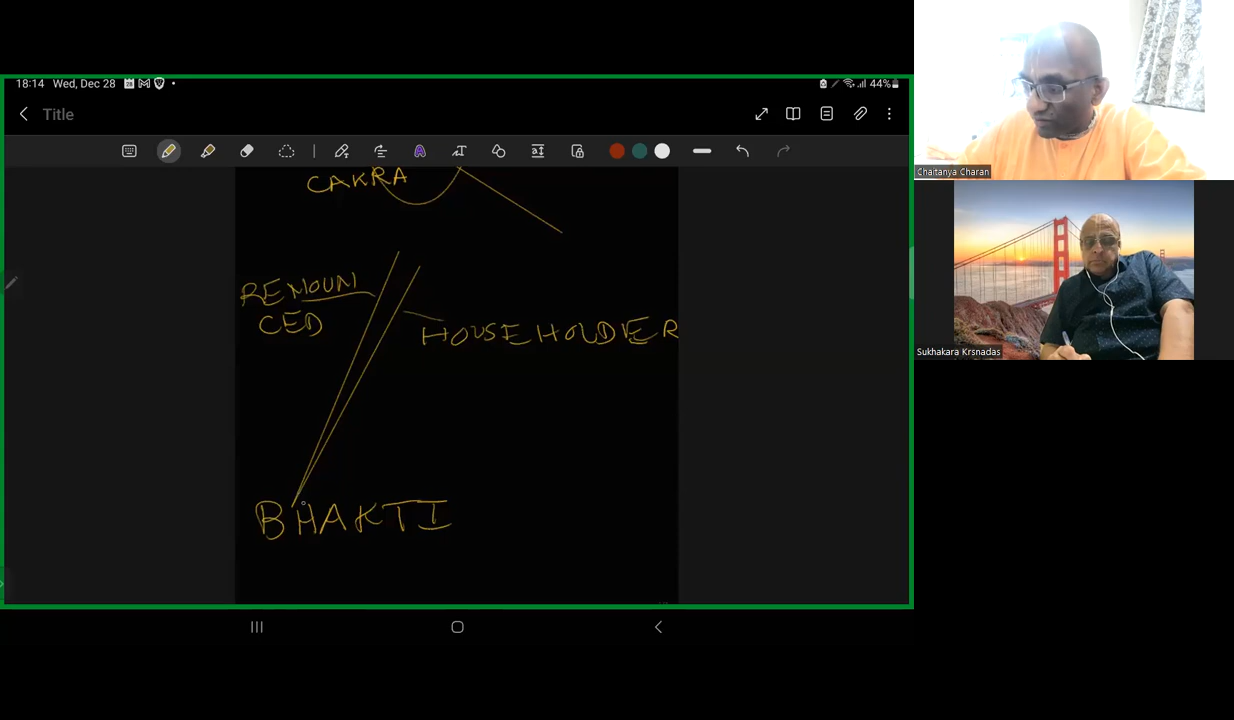 18:14 Wed, Dec 28
44%
Title
CAKRA
RENOUN
CED
HOUSEHOLDER
BHAKTI
Chaitanya Charan
Sukhakara Krsnadas